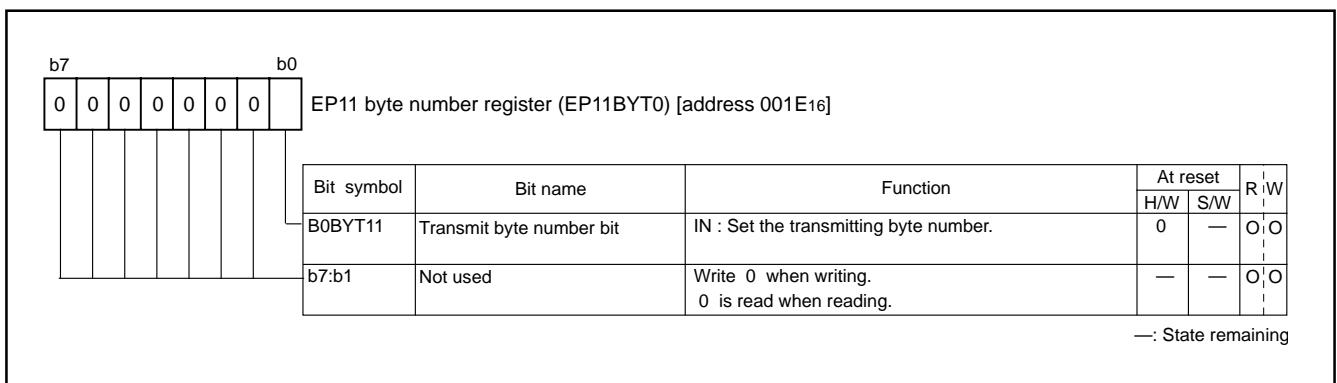 b7 b0
0 0 0 0 0 0 0 EP11 byte number register (EP11BYT0) [address 001E16]
Bit symbol Bit name Function At reset R W
H/W S/W
B0BYT11 Transmit byte number bit IN : Set the transmitting byte number. 0 — O O
b7:b1 Not used Write 0 when writing. — — O O
0 is read when reading.
—: State remaining